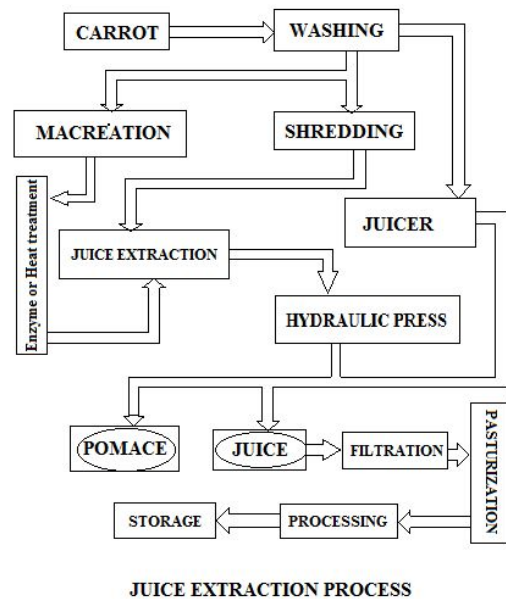 CARROT
WASHING
MACREATION
SHREDDING
Enzyme or Heat treatment
JUICE EXTRACTION
JUICER
HYDRAULIC PRESS
POMACE
JUICE
FILTRATION
PASTURIZATION
STORAGE
PROCESSING
JUICE EXTRACTION PROCESS